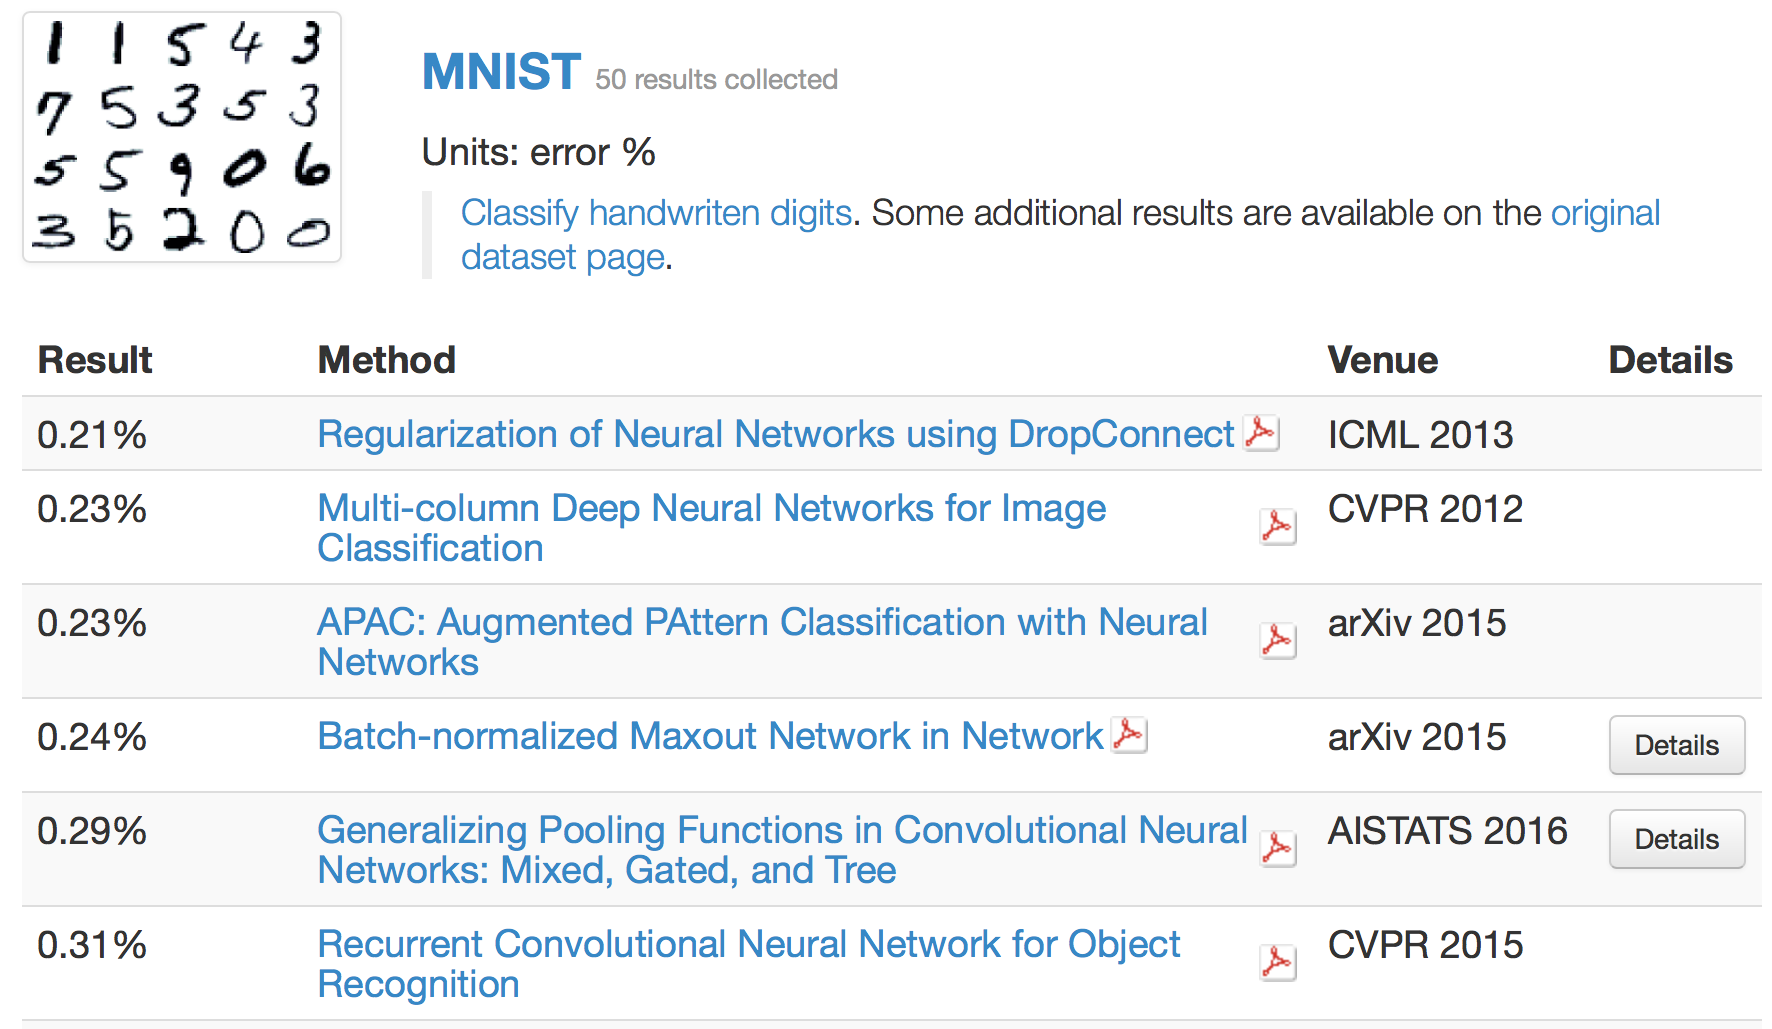 1 1 5 4 3
7 5 3 5 3
5 5 9 0 6
3 5 2 0 0
MNIST 50 results collected
Units: error %
Classify handwriten digits. Some additional results are available on the original
dataset page.
Result Method Venue Details
0.21% Regularization of Neural Networks using DropConnect ICML 2013
0.23% Multi-column Deep Neural Networks for Image CVPR 2012
Classification
0.23% APAC: Augmented PAttern Classification with Neural arXiv 2015
Networks
0.24% Batch-normalized Maxout Network in Network arXiv 2015 Details
0.29% Generalizing Pooling Functions in Convolutional Neural AISTATS 2016 Details
Networks: Mixed, Gated, and Tree
0.31% Recurrent Convolutional Neural Network for Object CVPR 2015
Recognition